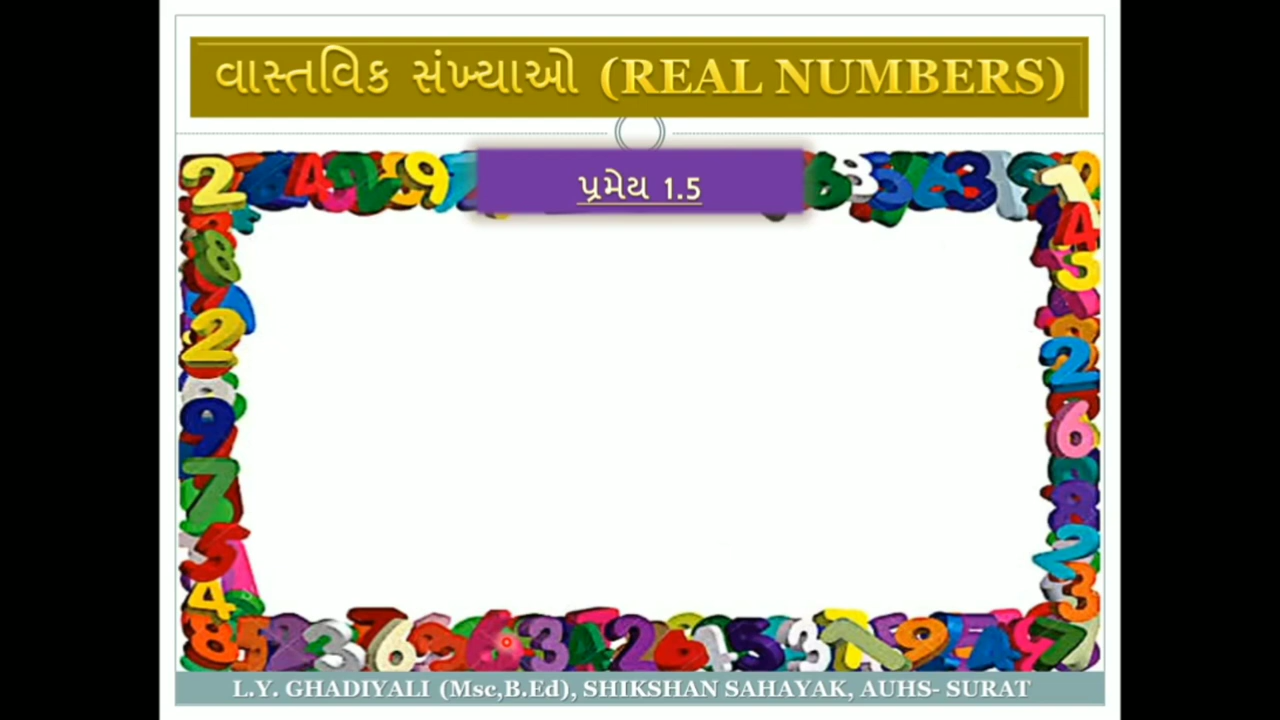 વાસ્તવિક સંખ્યાઓ (REAL NUMBERS)
પ્રમેય 1.5
L.Y. GHADIYALI (Msc,B.Ed), SHIKSHAN SAHAYAK, AUHS- SURAT